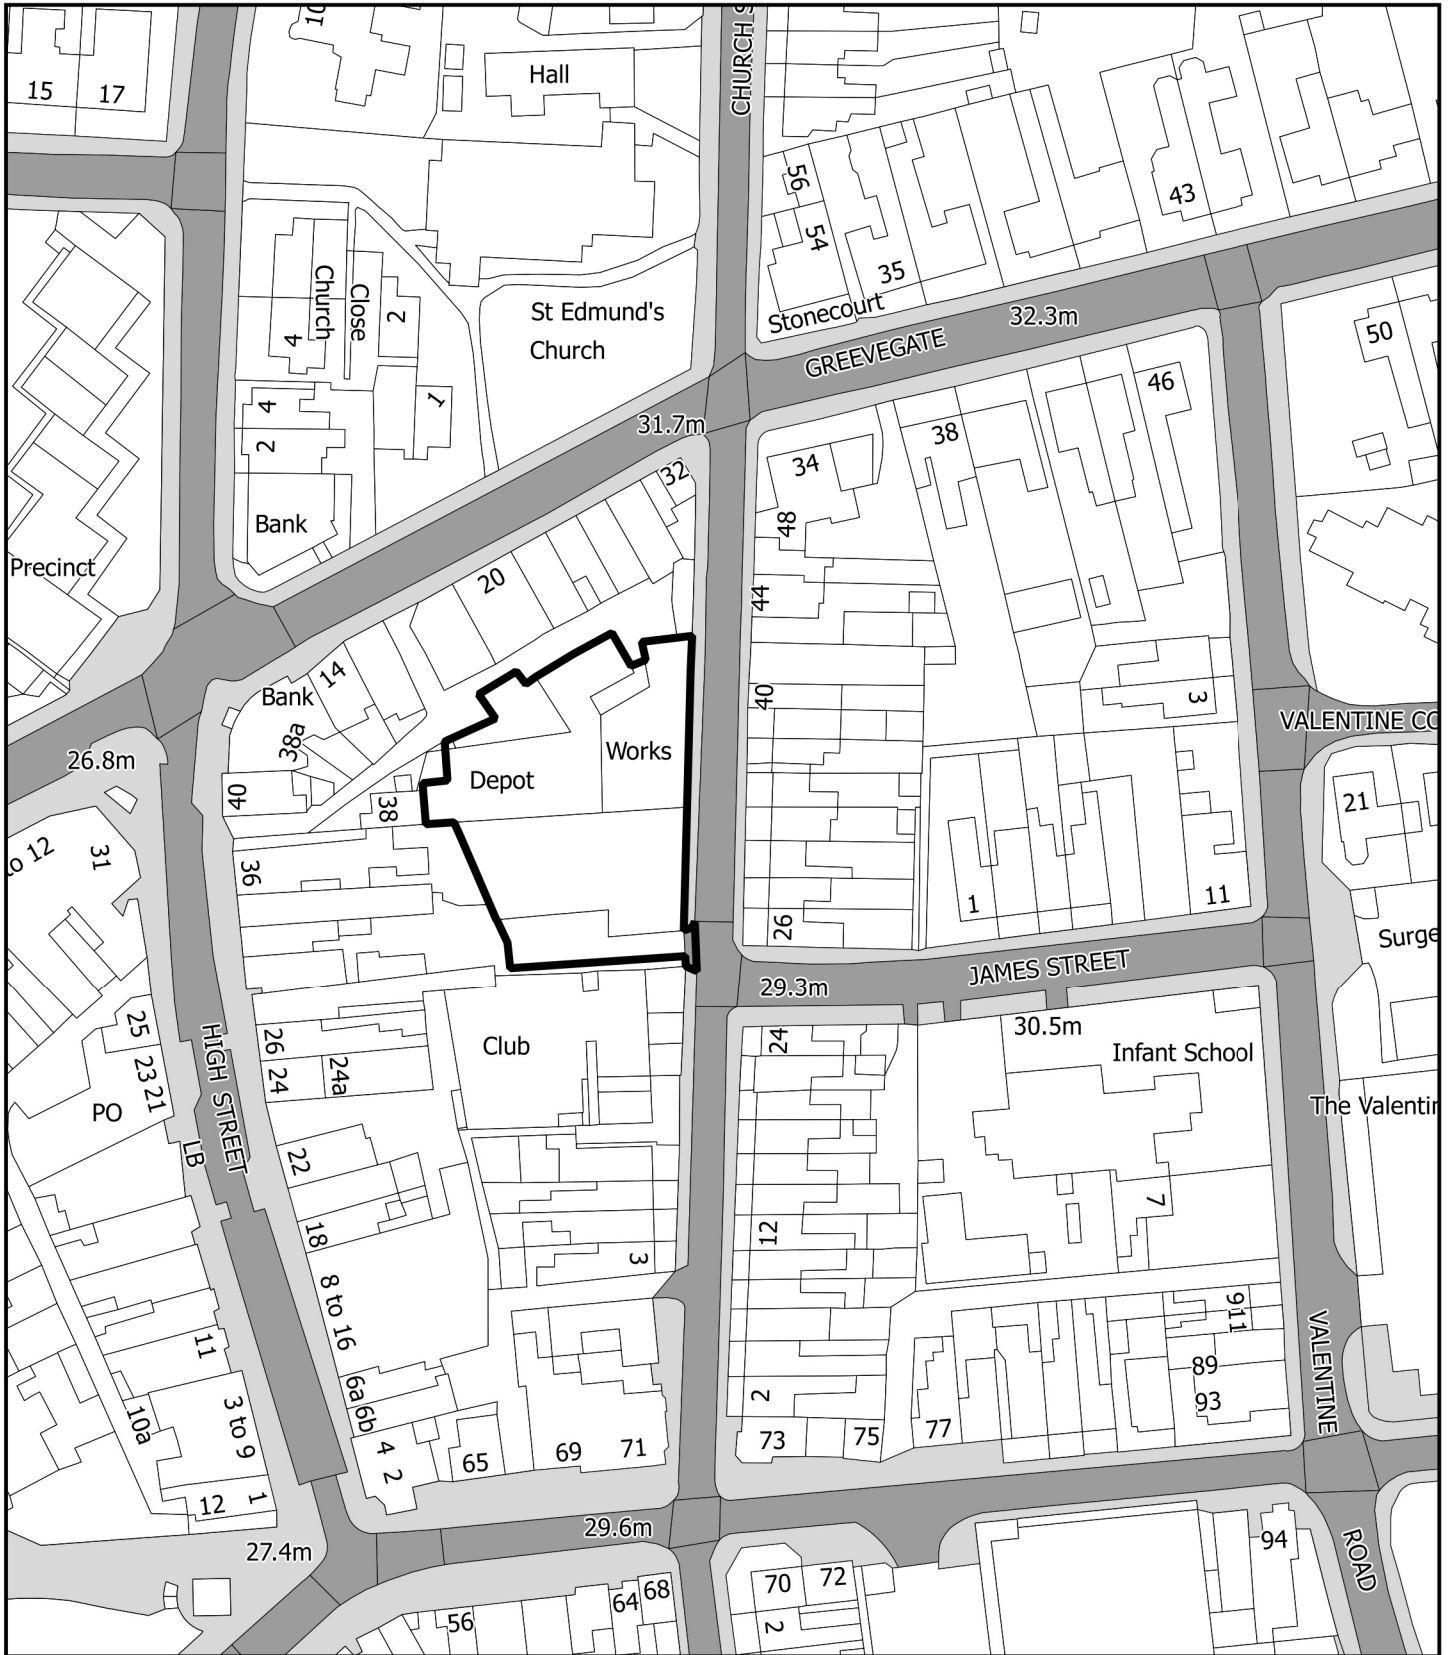 10
CHURCH S
Hall
15
17
56
43
54
35
Church
Close
2
St Edmund's
Church
Stonecourt
32.3m
4
GREEVEGATE
50
46
4
1
31.7m
2
38
34
32
Bank
48
Precinct
20
44
14
Bank
40
3
38a
VALENTINE CO
26.8m
Works
Depot
40
38
21
to 12
31
36
1
11
26
Surge
JAMES STREET
29.3m
25
30.5m
26
24
Club
Infant School
HIGH STREET
24
24a
23
21
PO
The Valentin
LB
22
7
18
12
3
8 to 16
9
11
11
VALENTINE
89
6a
6b
2
93
3 to 9
10a
4
2
65
69
71
73
75
77
12
1
29.6m
94
27.4m
ROAD
70
72
68
64
56
2